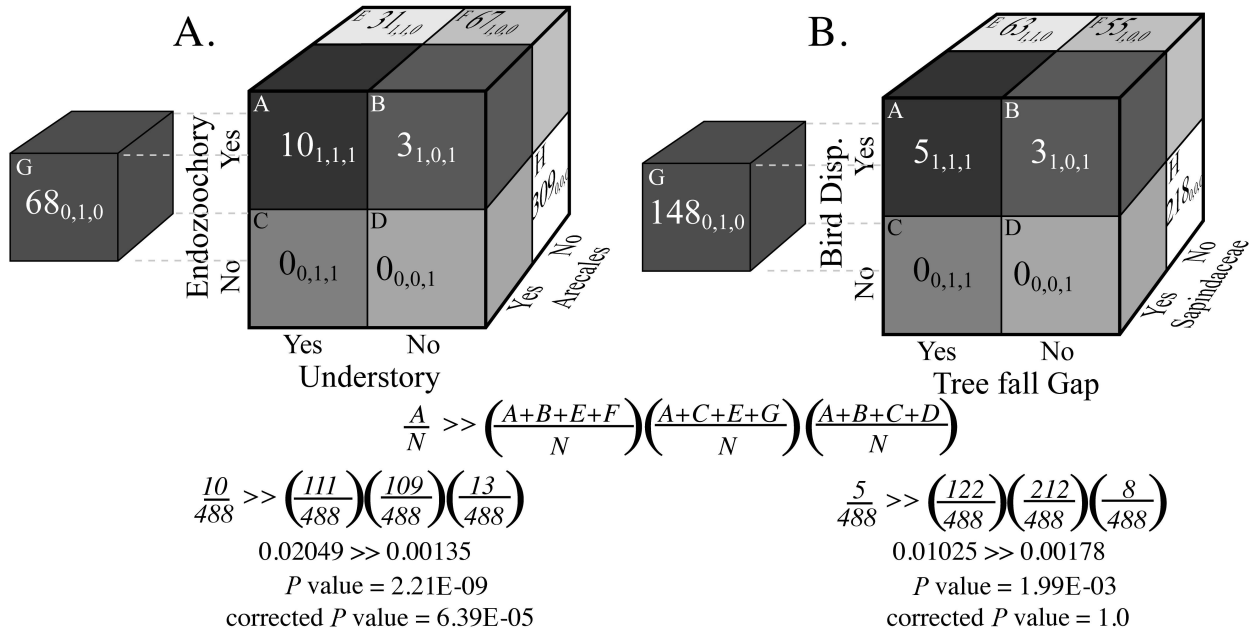 A.
E 31 1,1,0
F 67 1,0,0
A
10 1,1,1
B
3 1,0,1
C
0 0,1,1
D
0 0,0,1
G
68 0,1,0
H
309 0,0,0
Endozoochory
Yes
No
Yes
No
Understory
Yes
No
Arecales
B.
E 63 1,1,0
F 55 1,0,0
A
5 1,1,1
B
3 1,0,1
C
0 0,1,1
D
0 0,0,1
G
148 0,1,0
H
218 0,0,0
Bird Disp.
Yes
No
Yes
No
Tree fall Gap
Yes
No
Sapindaceae
A/N >> ((A+B+E+F)/N)((A+C+E+G)/N)((A+B+C+D)/N)
10/488 >> (111/488)(109/488)(13/488)
0.02049 >> 0.00135
P value = 2.21E-09
corrected P value = 6.39E-05
5/488 >> (122/488)(212/488)(8/488)
0.01025 >> 0.00178
P value = 1.99E-03
corrected P value = 1.0